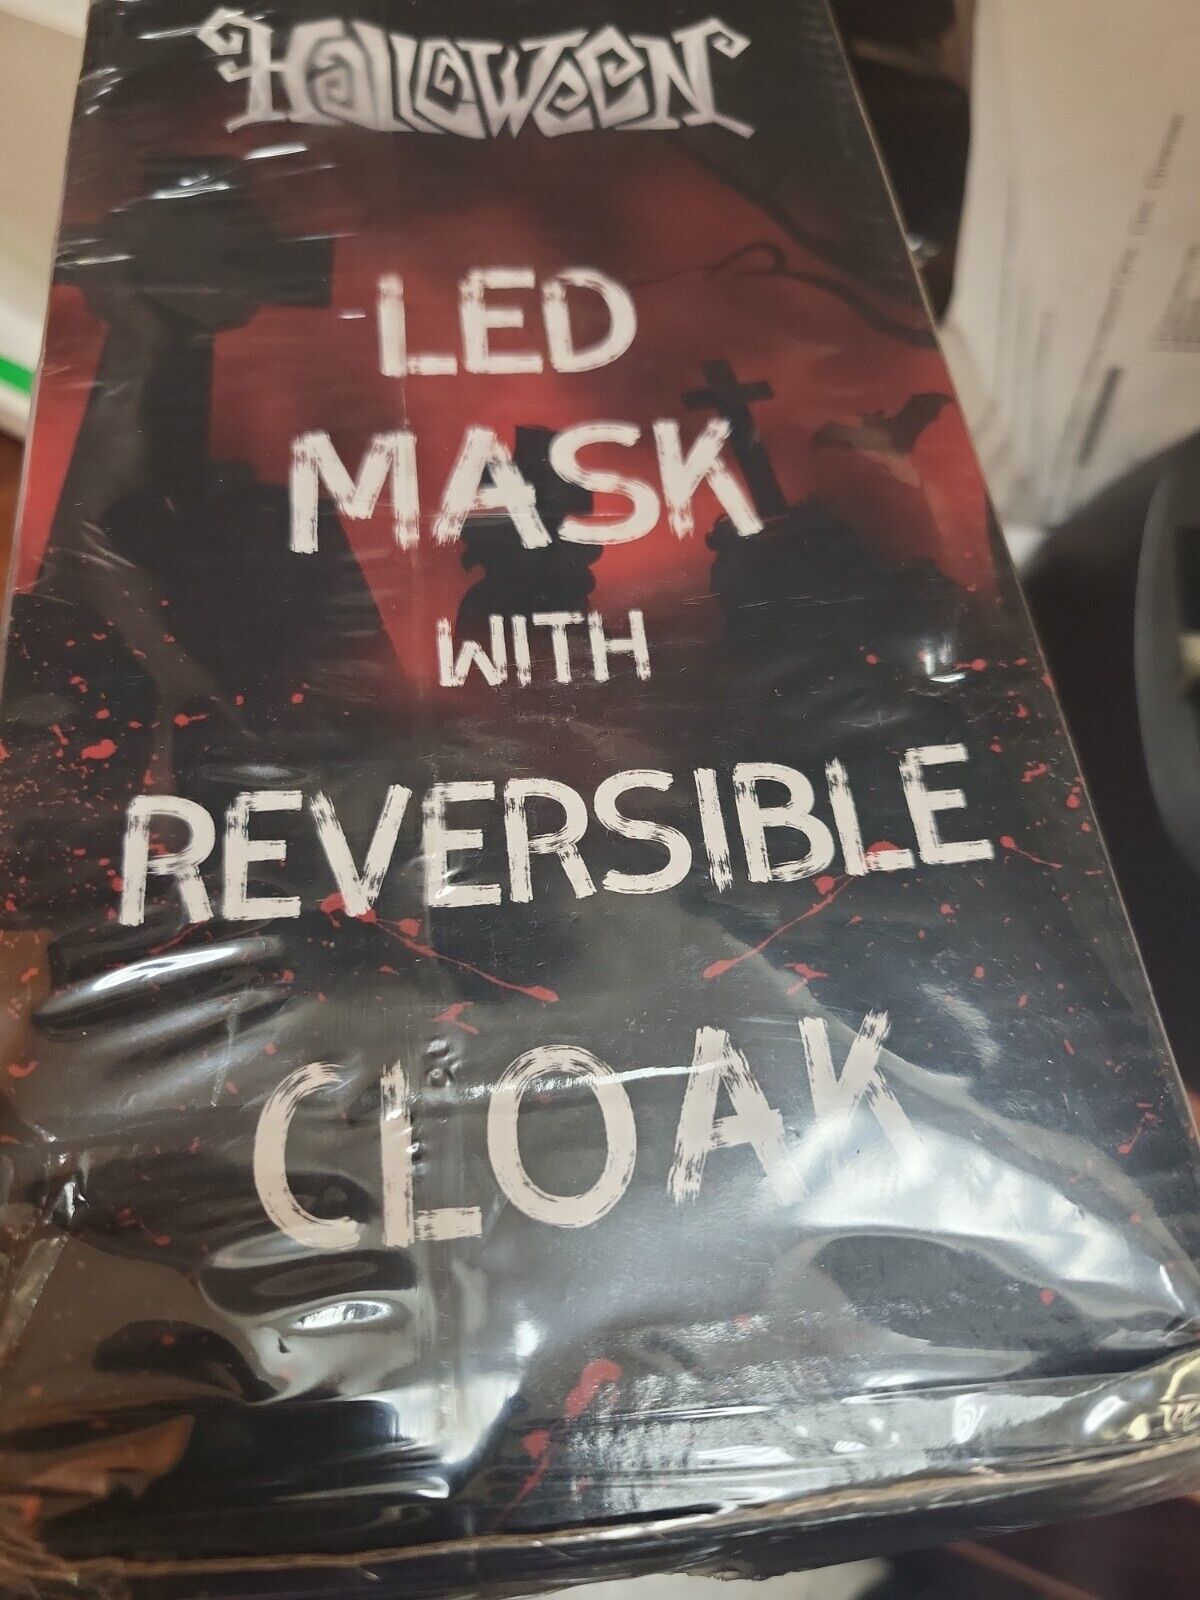 HALLOWEEN
LED
MASK
WITH
REVERSIBLE
CLOAK